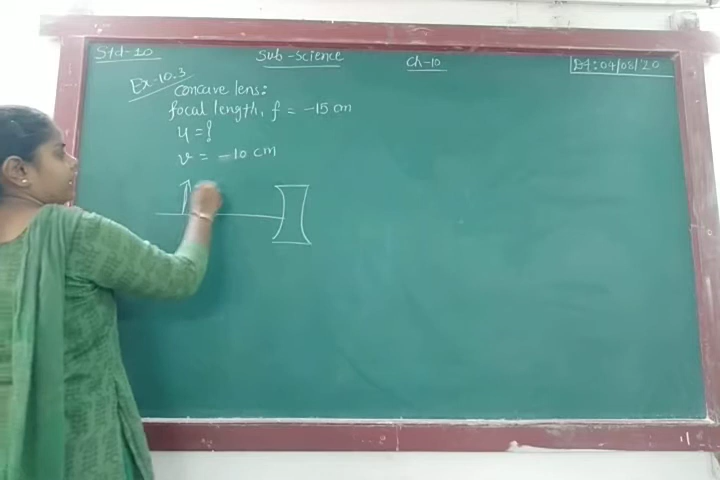 Std-10 Sub-Science Ch-10 Dt:04/08/20
Ex-10.3
Concave lens:
focal length, f = -15 cm
u = ?
v = -10 cm